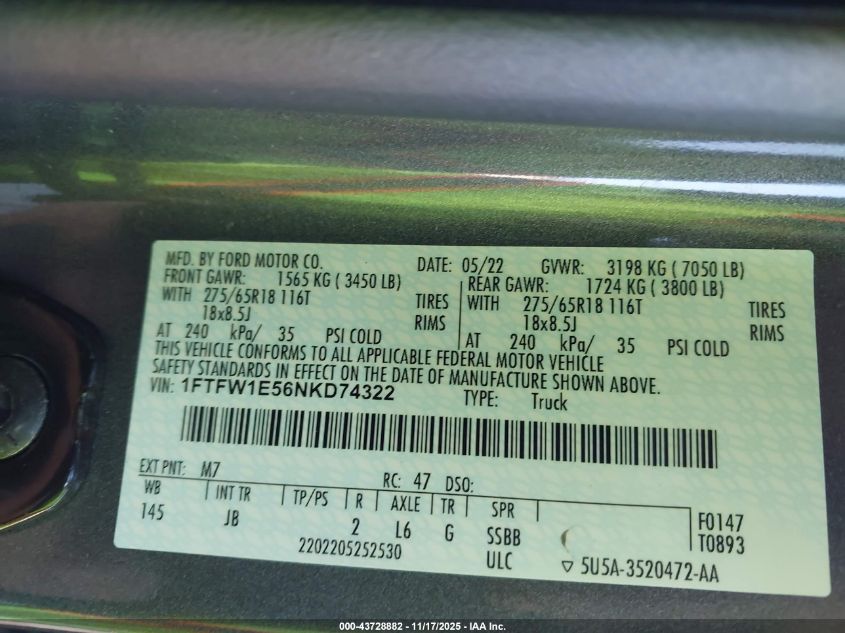 MFD. BY FORD MOTOR CO. DATE: 05/22 GVWR: 3198 KG ( 7050 LB)
FRONT GAWR: 1565 KG ( 3450 LB) REAR GAWR: 1724 KG ( 3800 LB)
WITH 275/65R18 116T TIRES WITH 275/65R18 116T TIRES
18x8.5J RIMS 18x8.5J RIMS
AT 240 kPa/ 35 PSI COLD AT 240 kPa/ 35 PSI COLD
THIS VEHICLE CONFORMS TO ALL APPLICABLE FEDERAL MOTOR VEHICLE
SAFETY STANDARDS IN EFFECT ON THE DATE OF MANUFACTURE SHOWN ABOVE.
VIN: 1FTFW1E56NKD74322 TYPE: Truck
EXT PNT: M7 RC: 47 DSO:
WB INT TR TP/PS R AXLE TR SPR
145 JB 2 L6 G SSBB F0147
2202205252530 ULC T0893
▽ 5U5A-3520472-AA
000-43728882 - 11/17/2025 - IAA Inc.